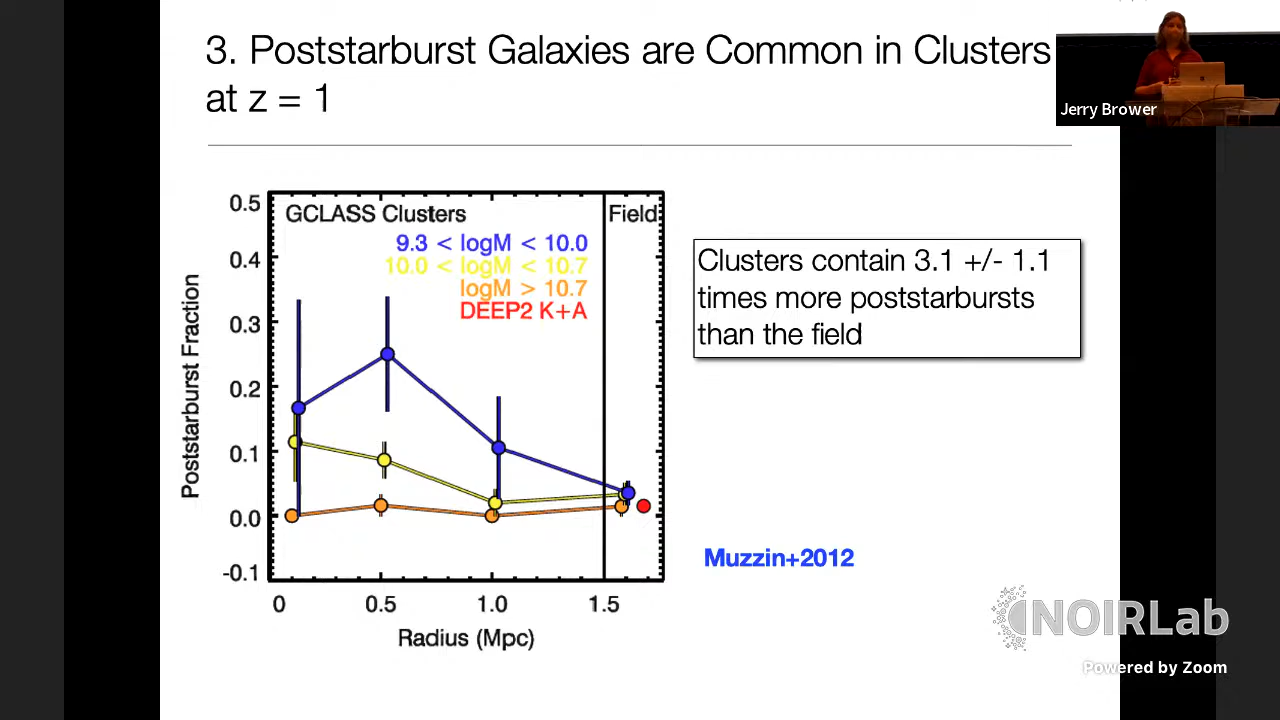 3. Poststarburst Galaxies are Common in Clusters
at z = 1
Jerry Brower
0.5
0.4
0.3
0.2
0.1
0.0
-0.1
Poststarburst Fraction
GCLASS Clusters
Field
9.3 < logM < 10.0
10.0 < logM < 10.7
logM > 10.7
DEEP2 K+A
0
0.5
1.0
1.5
Radius (Mpc)
Clusters contain 3.1 +/- 1.1
times more poststarbursts
than the field
Muzzin+2012
NOIRLab
Powered by Zoom